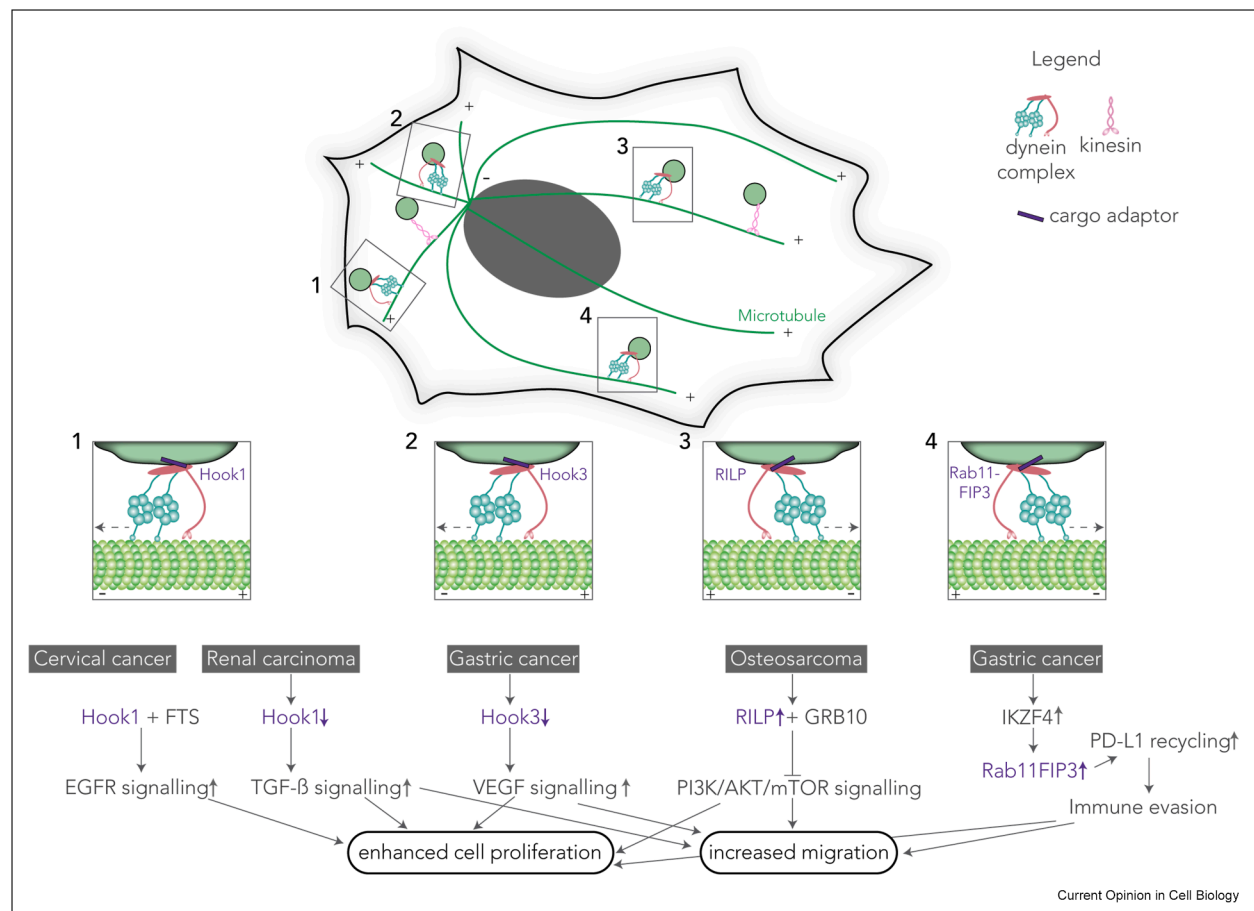 Legend
dynein
complex
kinesin
cargo adaptor
1
2
3
4
+
+
+
+
+
+
+
-
Microtubule
1
Hook1
-
+
2
Hook3
-
+
3
RILP
+
-
4
Rab11-
FIP3
+
-
Cervical cancer
Renal carcinoma
Gastric cancer
Osteosarcoma
Gastric cancer
Hook1 + FTS
Hook1↓
Hook3↓
RILP↑+ GRB10
IKZF4↑
PD-L1 recycling↑
Rab11FIP3↑
EGFR signalling↑
TGF-ß signalling↑
VEGF signalling↑
PI3K/AKT/mTOR signalling
Immune evasion
enhanced cell proliferation
increased migration
Current Opinion in Cell Biology